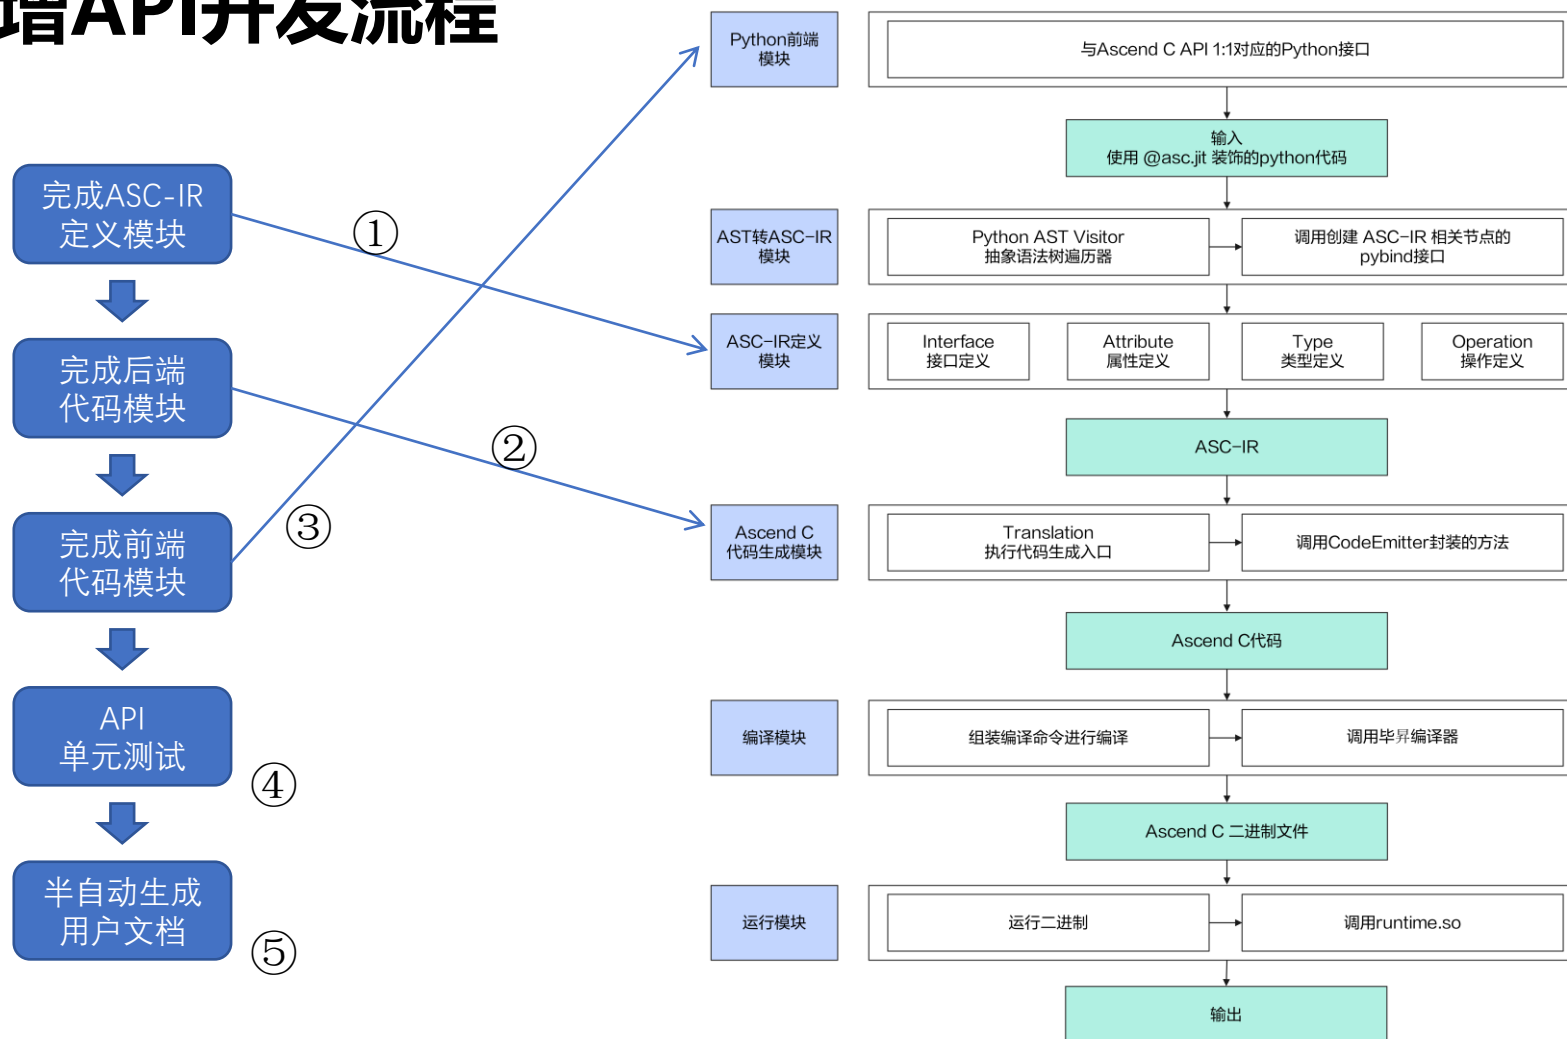 增API开发流程
完成ASC-IR
定义模块
①
完成后端
代码模块
②
完成前端
代码模块
③
API
单元测试
④
半自动生成
用户文档
⑤
Python前端
模块
与Ascend C API 1:1对应的Python接口
输入
使用 @asc.jit 装饰的python代码
AST转ASC-IR
模块
Python AST Visitor
抽象语法树遍历器
调用创建 ASC-IR 相关节点的
pybind接口
ASC-IR定义
模块
Interface
接口定义
Attribute
属性定义
Type
类型定义
Operation
操作定义
ASC-IR
Ascend C
代码生成模块
Translation
执行代码生成入口
调用CodeEmitter封装的方法
Ascend C代码
编译模块
组装编译命令进行编译
调用毕昇编译器
Ascend C 二进制文件
运行模块
运行二进制
调用runtime.so
输出